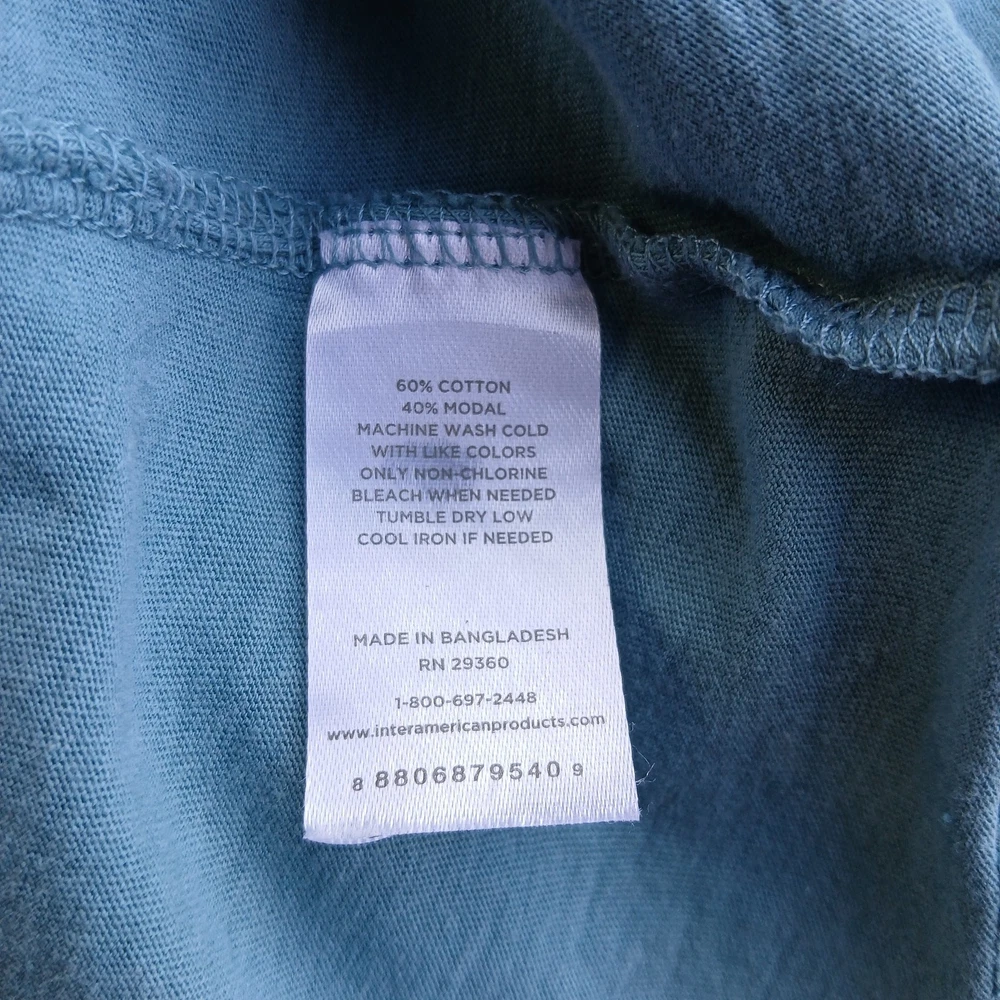 60% COTTON
40% MODAL
MACHINE WASH COLD
WITH LIKE COLORS
ONLY NON-CHLORINE
BLEACH WHEN NEEDED
TUMBLE DRY LOW
COOL IRON IF NEEDED
MADE IN BANGLADESH
RN 29360
1-800-697-2448
www.interamericanproducts.com
8 8806879540 9